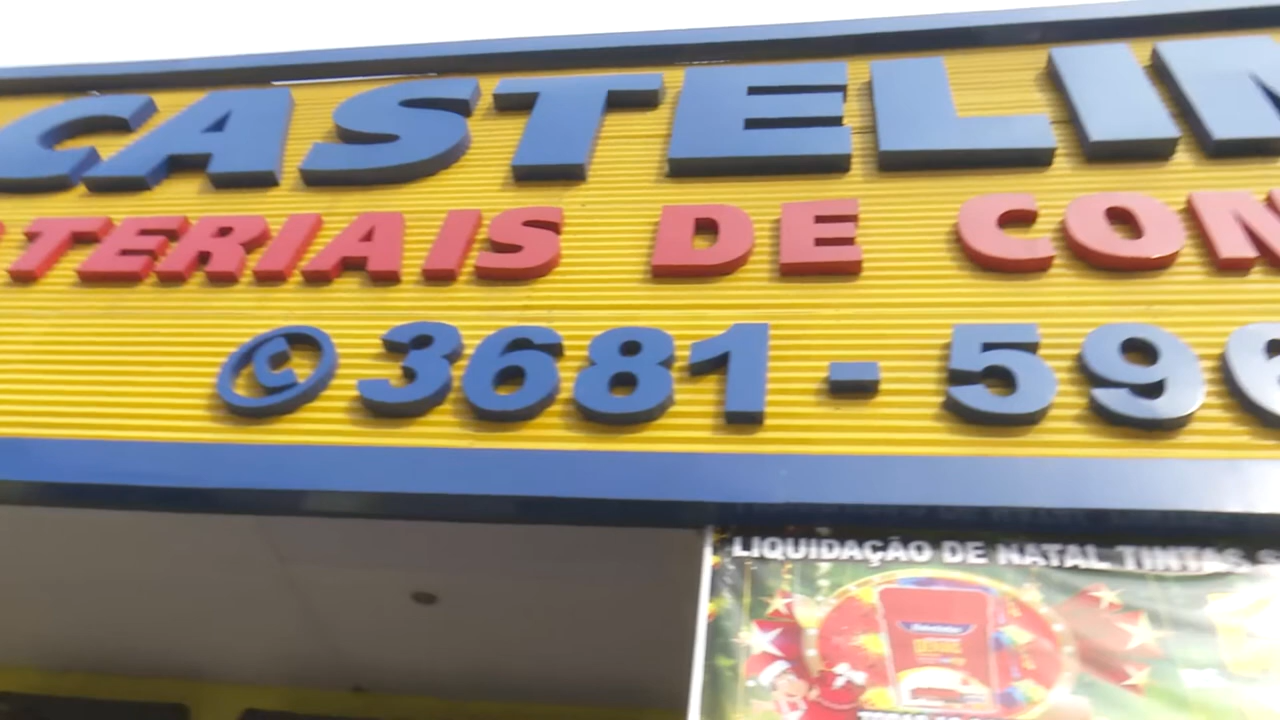 CASTELIN
TERIAIS DE CON
3681-596
LIQUIDAÇÃO DE NATAL TINTAS S